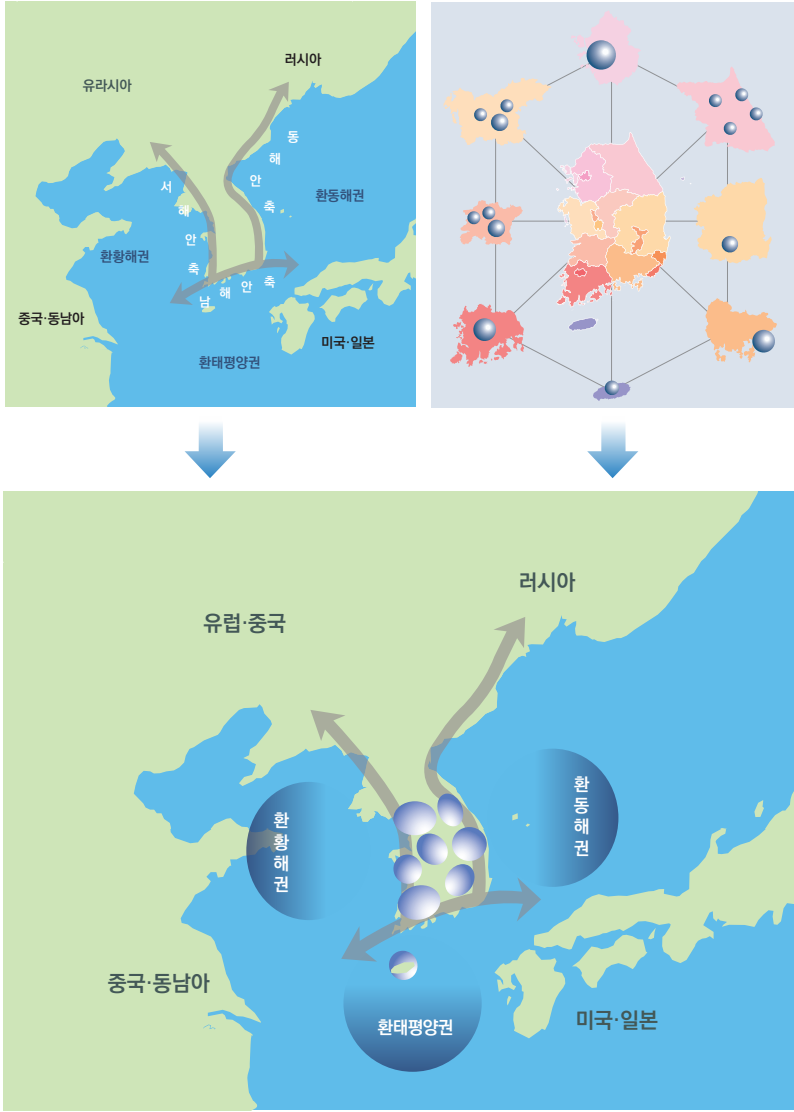 러시아
유라시아
동해안축
서해안축
환동해권
환황해권
남해안축
중국·동남아
미국·일본
환태평양권
러시아
유럽·중국
환동해권
환황해권
중국·동남아
미국·일본
환태평양권